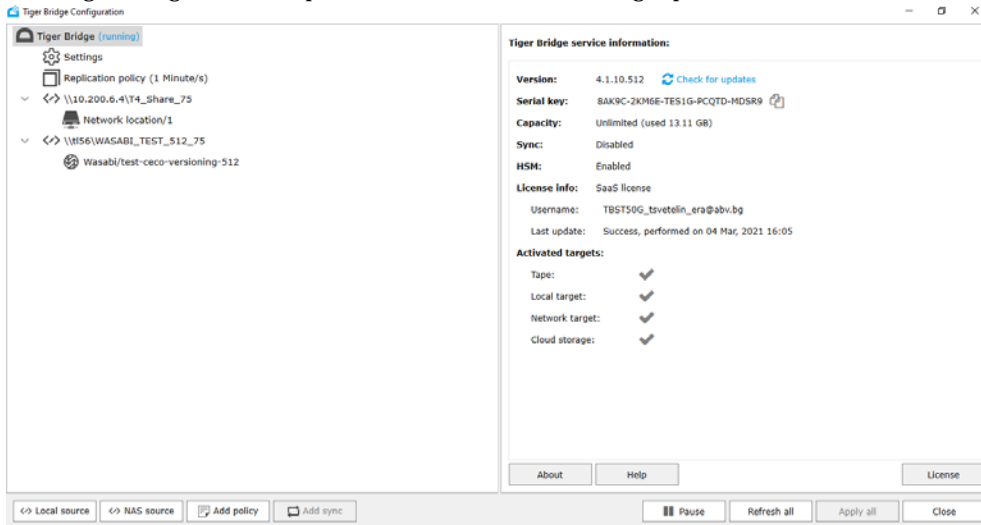 Tiger Bridge Configuration
Tiger Bridge (running)
Settings
Replication policy (1 Minute/s)
\\10.200.6.4\T4_Share_75
Network location/1
\\tl56\WASABI_TEST_512_75
Wasabi/test-ceco-versioning-512
Tiger Bridge service information:
Version: 4.1.10.512 Check for updates
Serial key: 8AK9C-2KM6E-TES1G-PCQTD-MDSR9
Capacity: Unlimited (used 13.11 GB)
Sync: Disabled
HSM: Enabled
License info: SaaS license
Username: TBST50G_tsvetelin_era@abv.bg
Last update: Success, performed on 04 Mar, 2021 16:05
Activated targets:
Tape:
Local target:
Network target:
Cloud storage:
About Help License
Local source NAS source Add policy Add sync Pause Refresh all Apply all Close